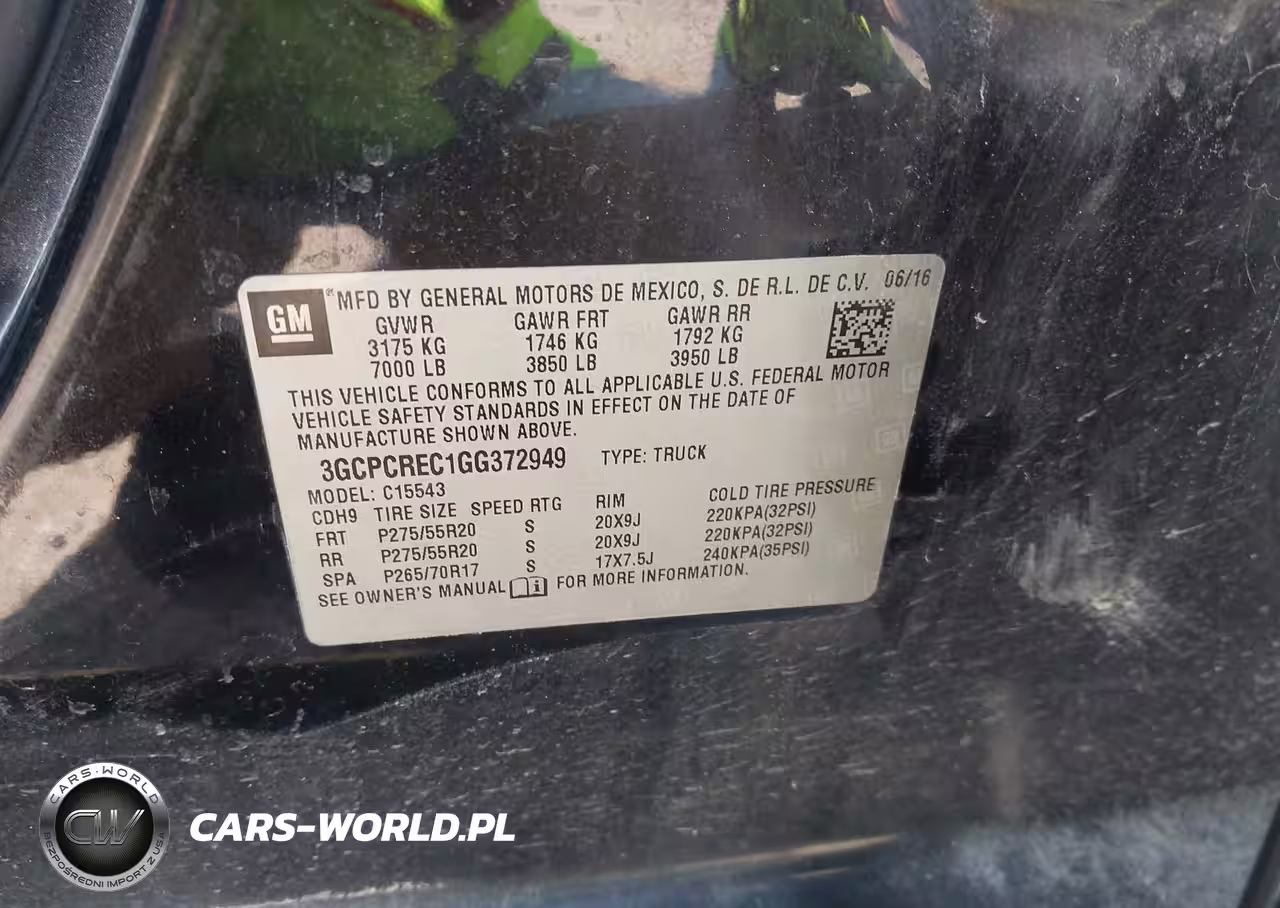 GM
® MFD BY GENERAL MOTORS DE MEXICO, S. DE R.L. DE C.V. 06/16
GVWR GAWR FRT GAWR RR
3175 KG 1746 KG 1792 KG
7000 LB 3850 LB 3950 LB
THIS VEHICLE CONFORMS TO ALL APPLICABLE U.S. FEDERAL MOTOR
VEHICLE SAFETY STANDARDS IN EFFECT ON THE DATE OF
MANUFACTURE SHOWN ABOVE.
3GCPCREC1GG372949 TYPE: TRUCK
MODEL: C15543
CDH9 TIRE SIZE SPEED RTG RIM COLD TIRE PRESSURE
FRT P275/55R20 S 20X9J 220KPA(32PSI)
RR P275/55R20 S 20X9J 220KPA(32PSI)
SPA P265/70R17 S 17X7.5J 240KPA(35PSI)
SEE OWNER'S MANUAL FOR MORE INFORMATION.
CARS-WORLD
CW
BEZPOŚREDNI IMPORT Z USA
CARS-WORLD.PL